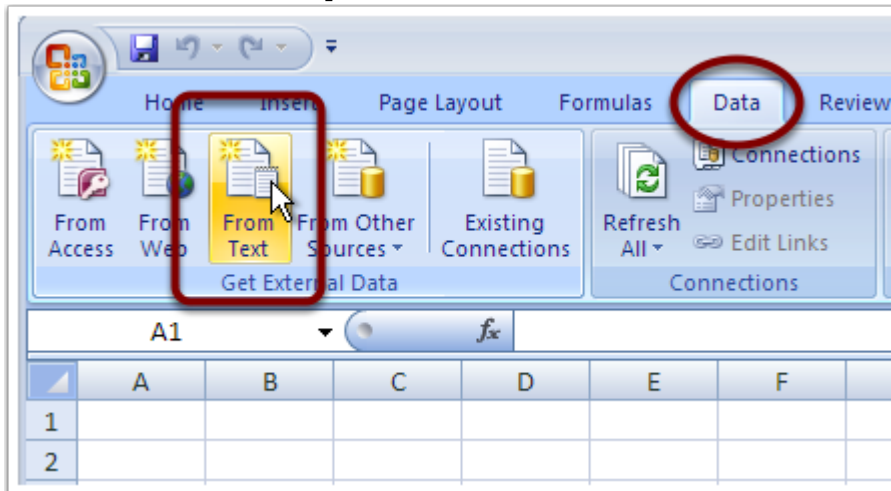 Home Insert Page Layout Formulas Data Review
From Access
From Web
From Text
From Other Sources
Existing Connections
Refresh All
Connections
Properties
Edit Links
Get External Data
Connections
A1 fx
A B C D E F
1
2